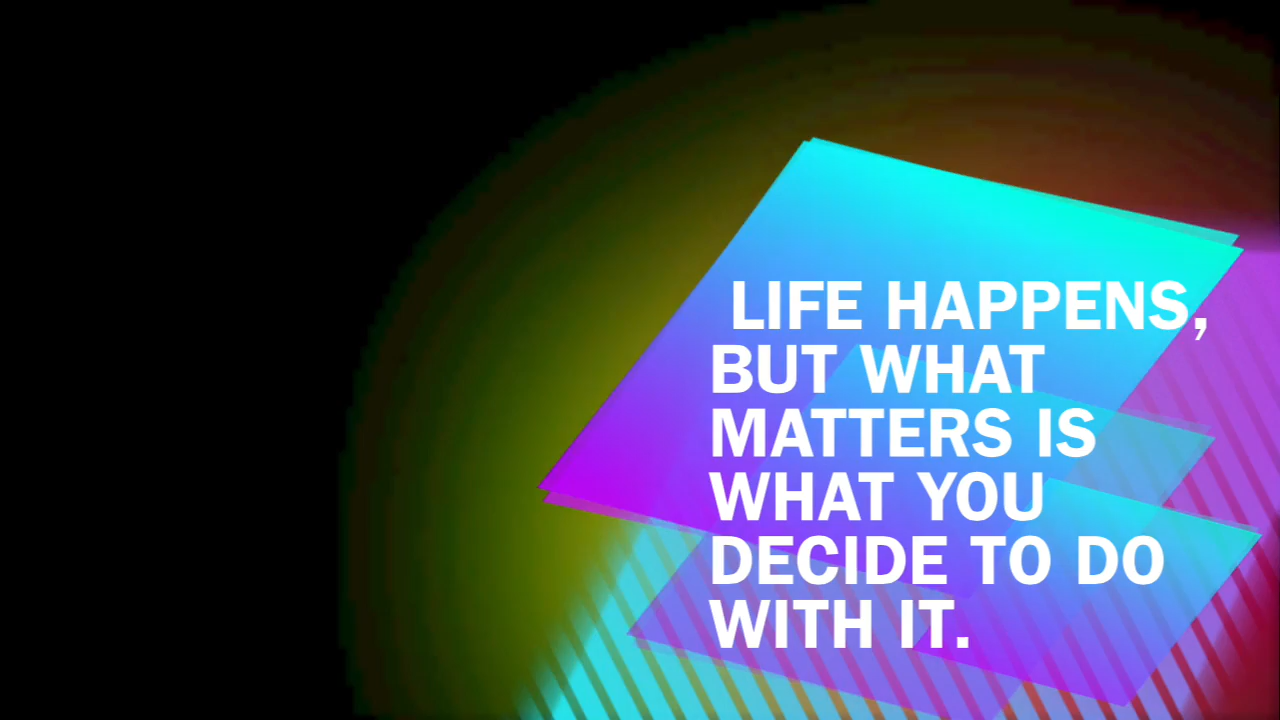 LIFE HAPPENS,
BUT WHAT
MATTERS IS
WHAT YOU
DECIDE TO DO
WITH IT.